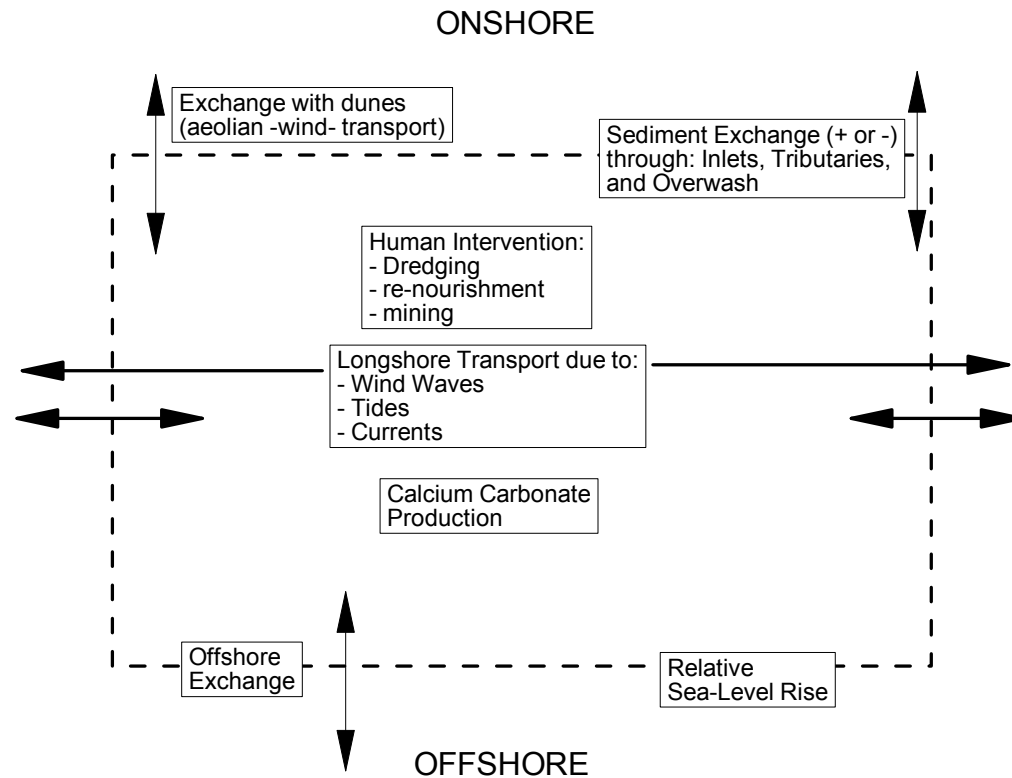 ONSHORE
Exchange with dunes
(aeolian -wind- transport)
Sediment Exchange (+ or -)
through: Inlets, Tributaries,
and Overwash
Human Intervention:
- Dredging
- re-nourishment
- mining
Longshore Transport due to:
- Wind Waves
- Tides
- Currents
Calcium Carbonate
Production
Offshore
Exchange
Relative
Sea-Level Rise
OFFSHORE